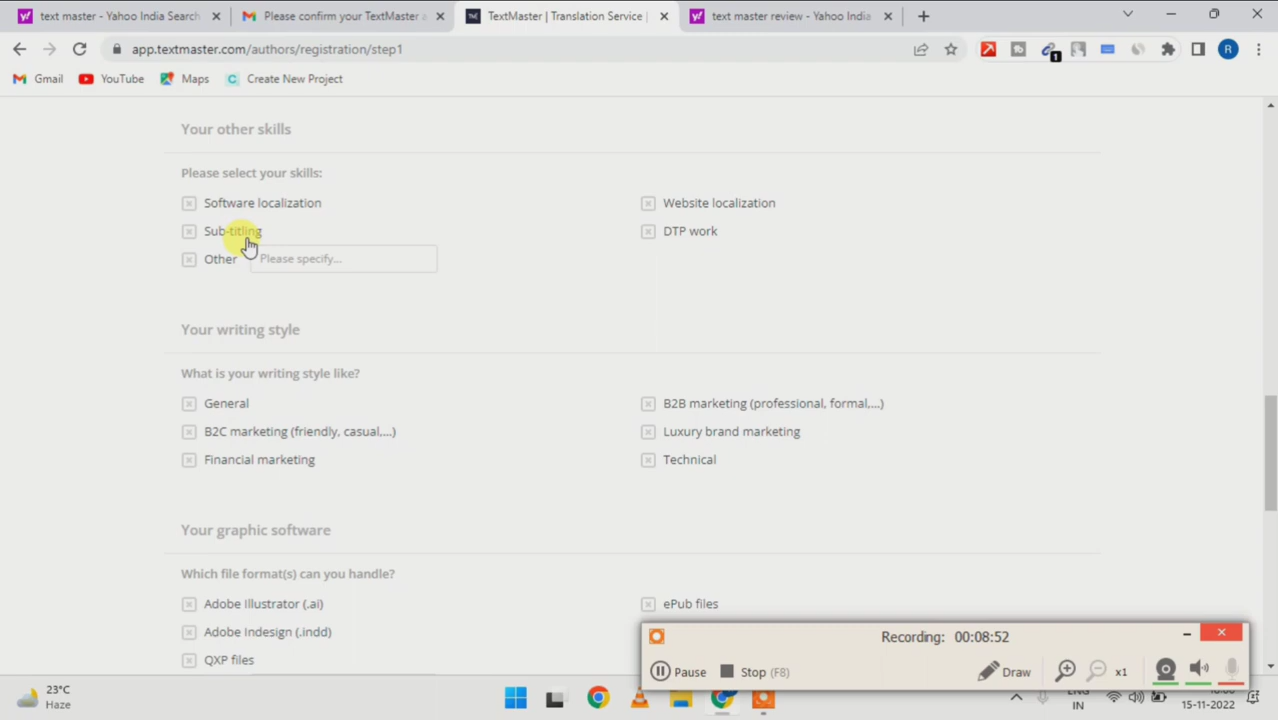 text master - Yahoo India Search
Please confirm your TextMaster a
TextMaster | Translation Service |
text master review - Yahoo India
app.textmaster.com/authors/registration/step1
1
R
Gmail
YouTube
Maps
Create New Project
Your other skills
Please select your skills:
Software localization
Website localization
Sub-titling
DTP work
Other
Please specify...
Your writing style
What is your writing style like?
General
B2B marketing (professional, formal,...)
B2C marketing (friendly, casual,...)
Luxury brand marketing
Financial marketing
Technical
Your graphic software
Which file format(s) can you handle?
Adobe Illustrator (.ai)
ePub files
Adobe Indesign (.indd)
QXP files
Recording: 00:08:52
Pause
Stop (F8)
Draw
x1
23°C
Haze
ENG
IN
15-11-2022